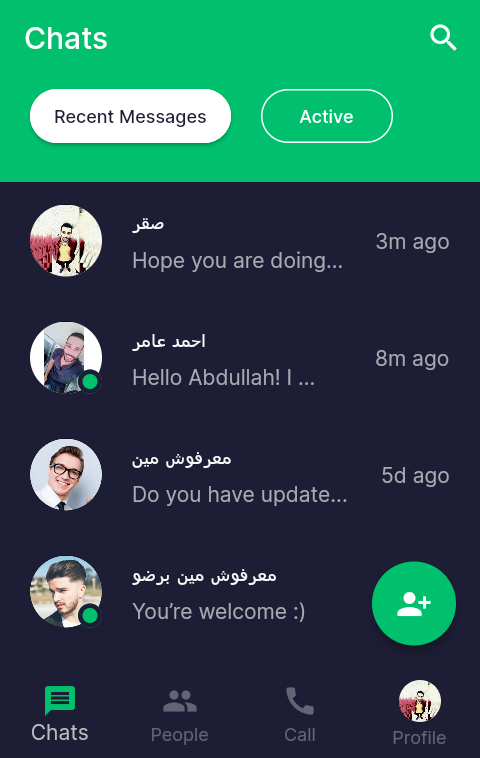 Chats
Recent Messages
Active
صقر
Hope you are doing...
3m ago
احمد عامر
Hello Abdullah! I ...
8m ago
معرفوش مين
Do you have update...
5d ago
معرفوش مين برضو
You’re welcome :)
Chats
People
Call
Profile